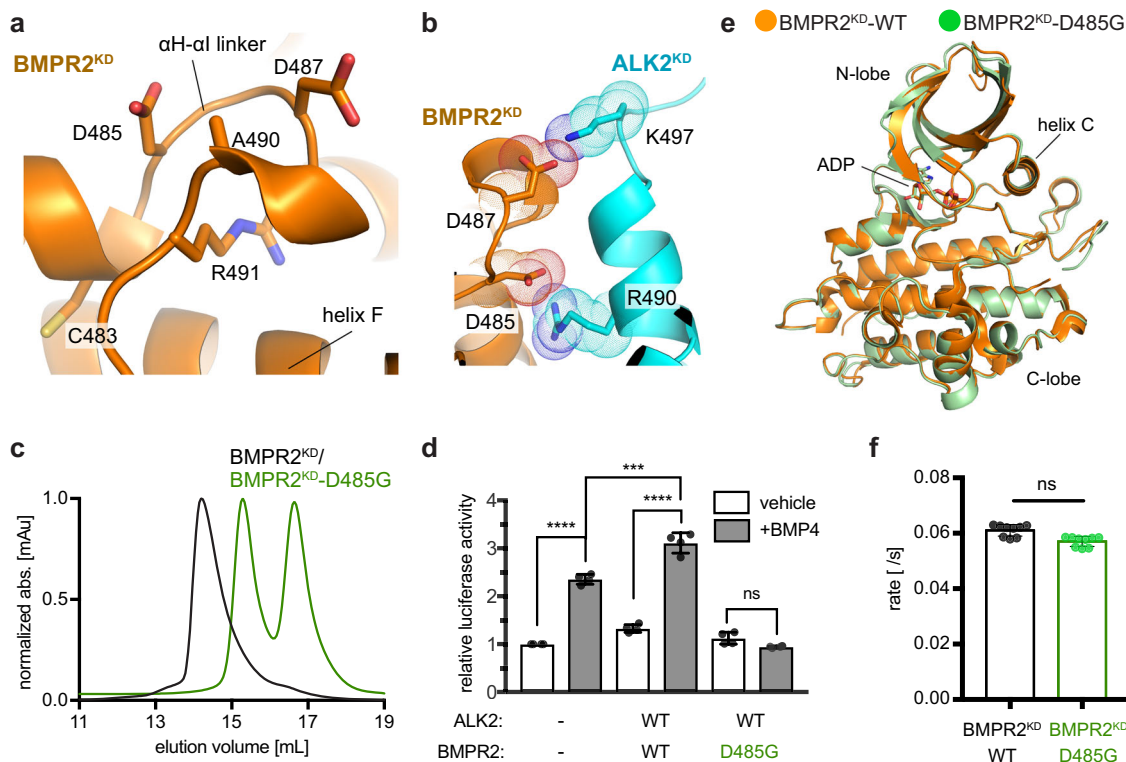 a
αH-αI linker
BMPR2ᴷᴰ
D487
D485
A490
R491
C483
helix F
b
ALK2ᴷᴰ
BMPR2ᴷᴰ
K497
D487
D485
R490
e
BMPR2ᴷᴰ-WT
BMPR2ᴷᴰ-D485G
N-lobe
helix C
ADP
C-lobe
c
BMPR2ᴷᴰ/
BMPR2ᴷᴰ-D485G
normalized abs. [mAu]
1.0
0.5
0.0
11 13 15 17 19
elution volume [mL]
d
relative luciferase activity
4
3
2
1
0
****
***
****
ns
vehicle
+BMP4
ALK2: - WT WT
BMPR2: - WT D485G
f
ns
rate [ /s]
0.08
0.06
0.04
0.02
0.00
BMPR2ᴷᴰ BMPR2ᴷᴰ
WT D485G